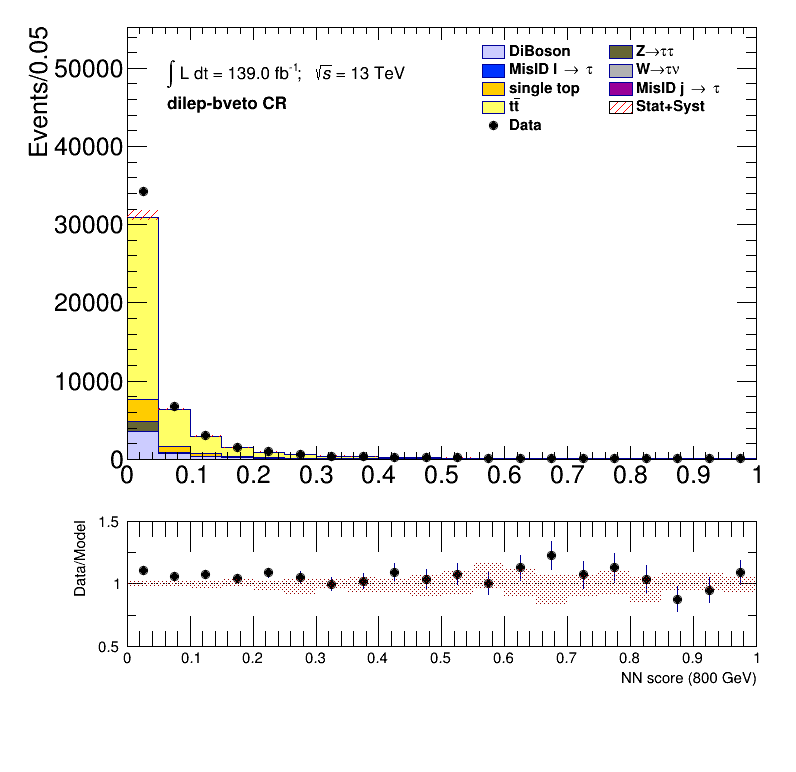 Events/0.05
50000
40000
30000
20000
10000
0
∫ L dt = 139.0 fb⁻¹; √s = 13 TeV
dilep-bveto CR
DiBoson
MisID l → τ
single top
tt̄
Data
Z→ττ
W→τν
MisID j → τ
Stat+Syst
0 0.1 0.2 0.3 0.4 0.5 0.6 0.7 0.8 0.9 1
Data/Model
1.5
1
0.5
0 0.1 0.2 0.3 0.4 0.5 0.6 0.7 0.8 0.9 1
NN score (800 GeV)